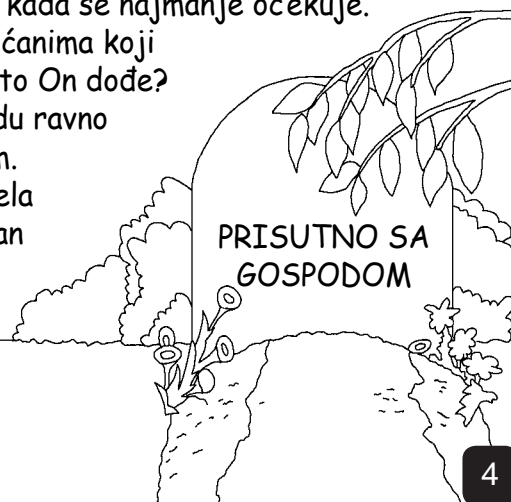 kada se najmanje očekuje.
ćanima koji
to On dođe?
du ravno
ela
an
PRISUTNO SA
GOSPODOM
4